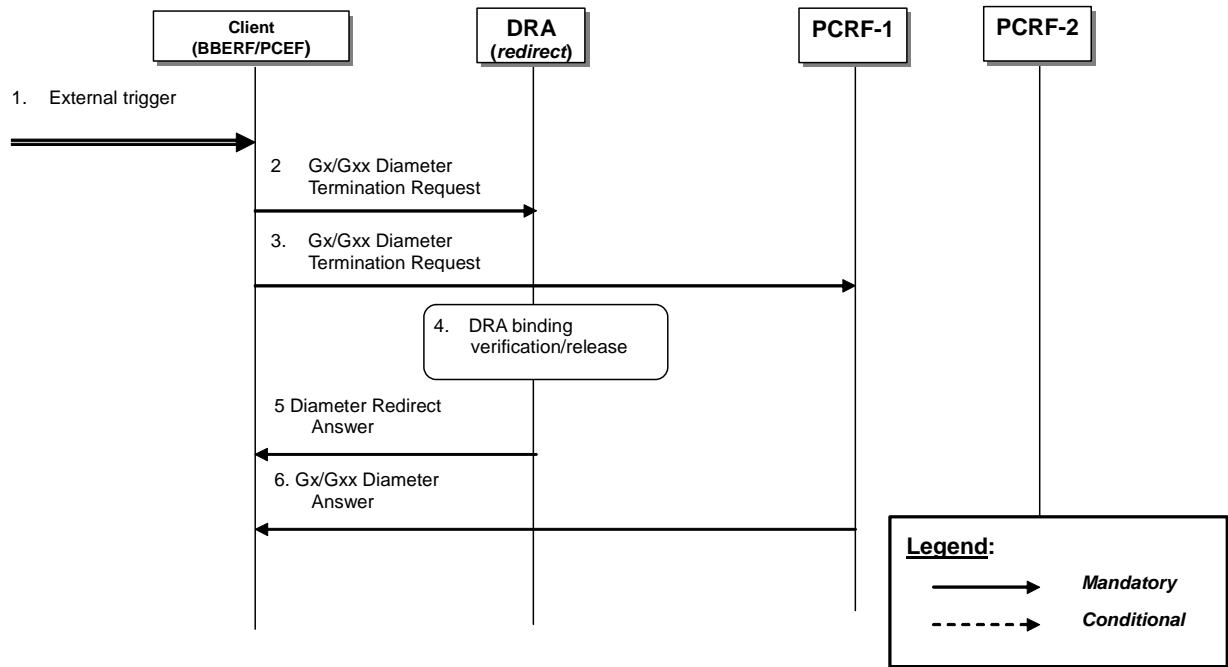 Client
(BBERF/PCEF)
DRA
(redirect)
PCRF-1
PCRF-2
1. External trigger
2 Gx/Gxx Diameter
Termination Request
3. Gx/Gxx Diameter
Termination Request
4. DRA binding
verification/release
5 Diameter Redirect
Answer
6. Gx/Gxx Diameter
Answer
Legend:
Mandatory
Conditional